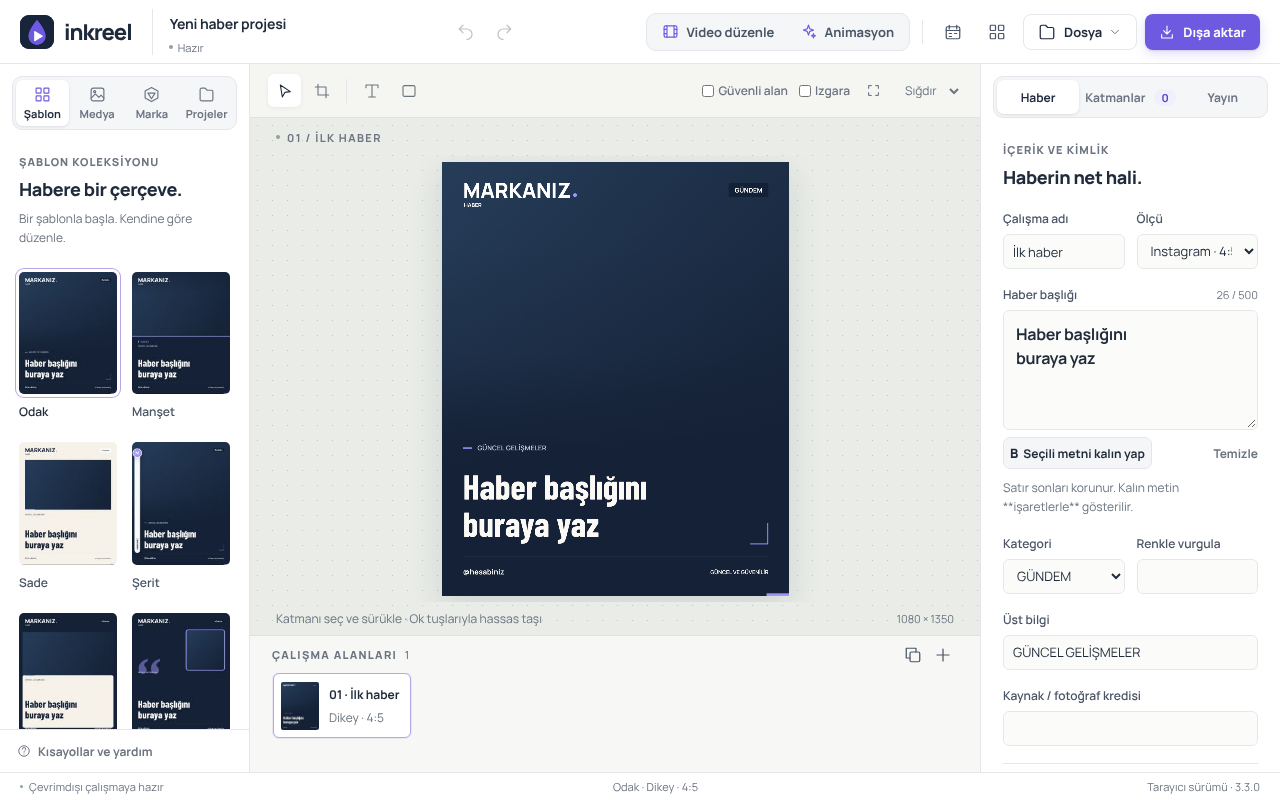 inkreel
Yeni haber projesi
Hazır
Video düzenle
Animasyon
Dosya
Dışa aktar
Şablon
Medya
Marka
Projeler
ŞABLON KOLEKSİYONU
Habere bir çerçeve.
Bir şablonla başla. Kendine göre
düzenle.
MARKANIZ.
Haber başlığını
buraya yaz
Odak
MARKANIZ.
Haber başlığını
buraya yaz
Manşet
MARKANIZ.
Haber başlığını
buraya yaz
Sade
Haber başlığını
buraya yaz
Şerit
MARKANIZ.
Haber başlığını
buraya yaz
MARKANIZ.
Haber başlığını
buraya yaz
Kısayollar ve yardım
Güvenli alan
Izgara
Sığdır
01 / İLK HABER
MARKANIZ.
HABER
GÜNDEM
GÜNCEL GELİŞMELER
Haber başlığını
buraya yaz
@hesabiniz
GÜNCEL VE GÜVENİLİR
Katmanı seç ve sürükle · Ok tuşlarıyla hassas taşı
1080 × 1350
ÇALIŞMA ALANLARI 1
01 · İlk haber
Dikey · 4:5
Haber
Katmanlar 0
Yayın
İÇERİK VE KİMLİK
Haberin net hali.
Çalışma adı
Ölçü
İlk haber
Instagram · 4:
Haber başlığı
26 / 500
Haber başlığını
buraya yaz
B Seçili metni kalın yap
Temizle
Satır sonları korunur. Kalın metin
**işaretlerle** gösterilir.
Kategori
Renkle vurgula
GÜNDEM
Üst bilgi
GÜNCEL GELİŞMELER
Kaynak / fotoğraf kredisi
Çevrimdışı çalışmaya hazır
Odak · Dikey · 4:5
Tarayıcı sürümü · 3.3.0